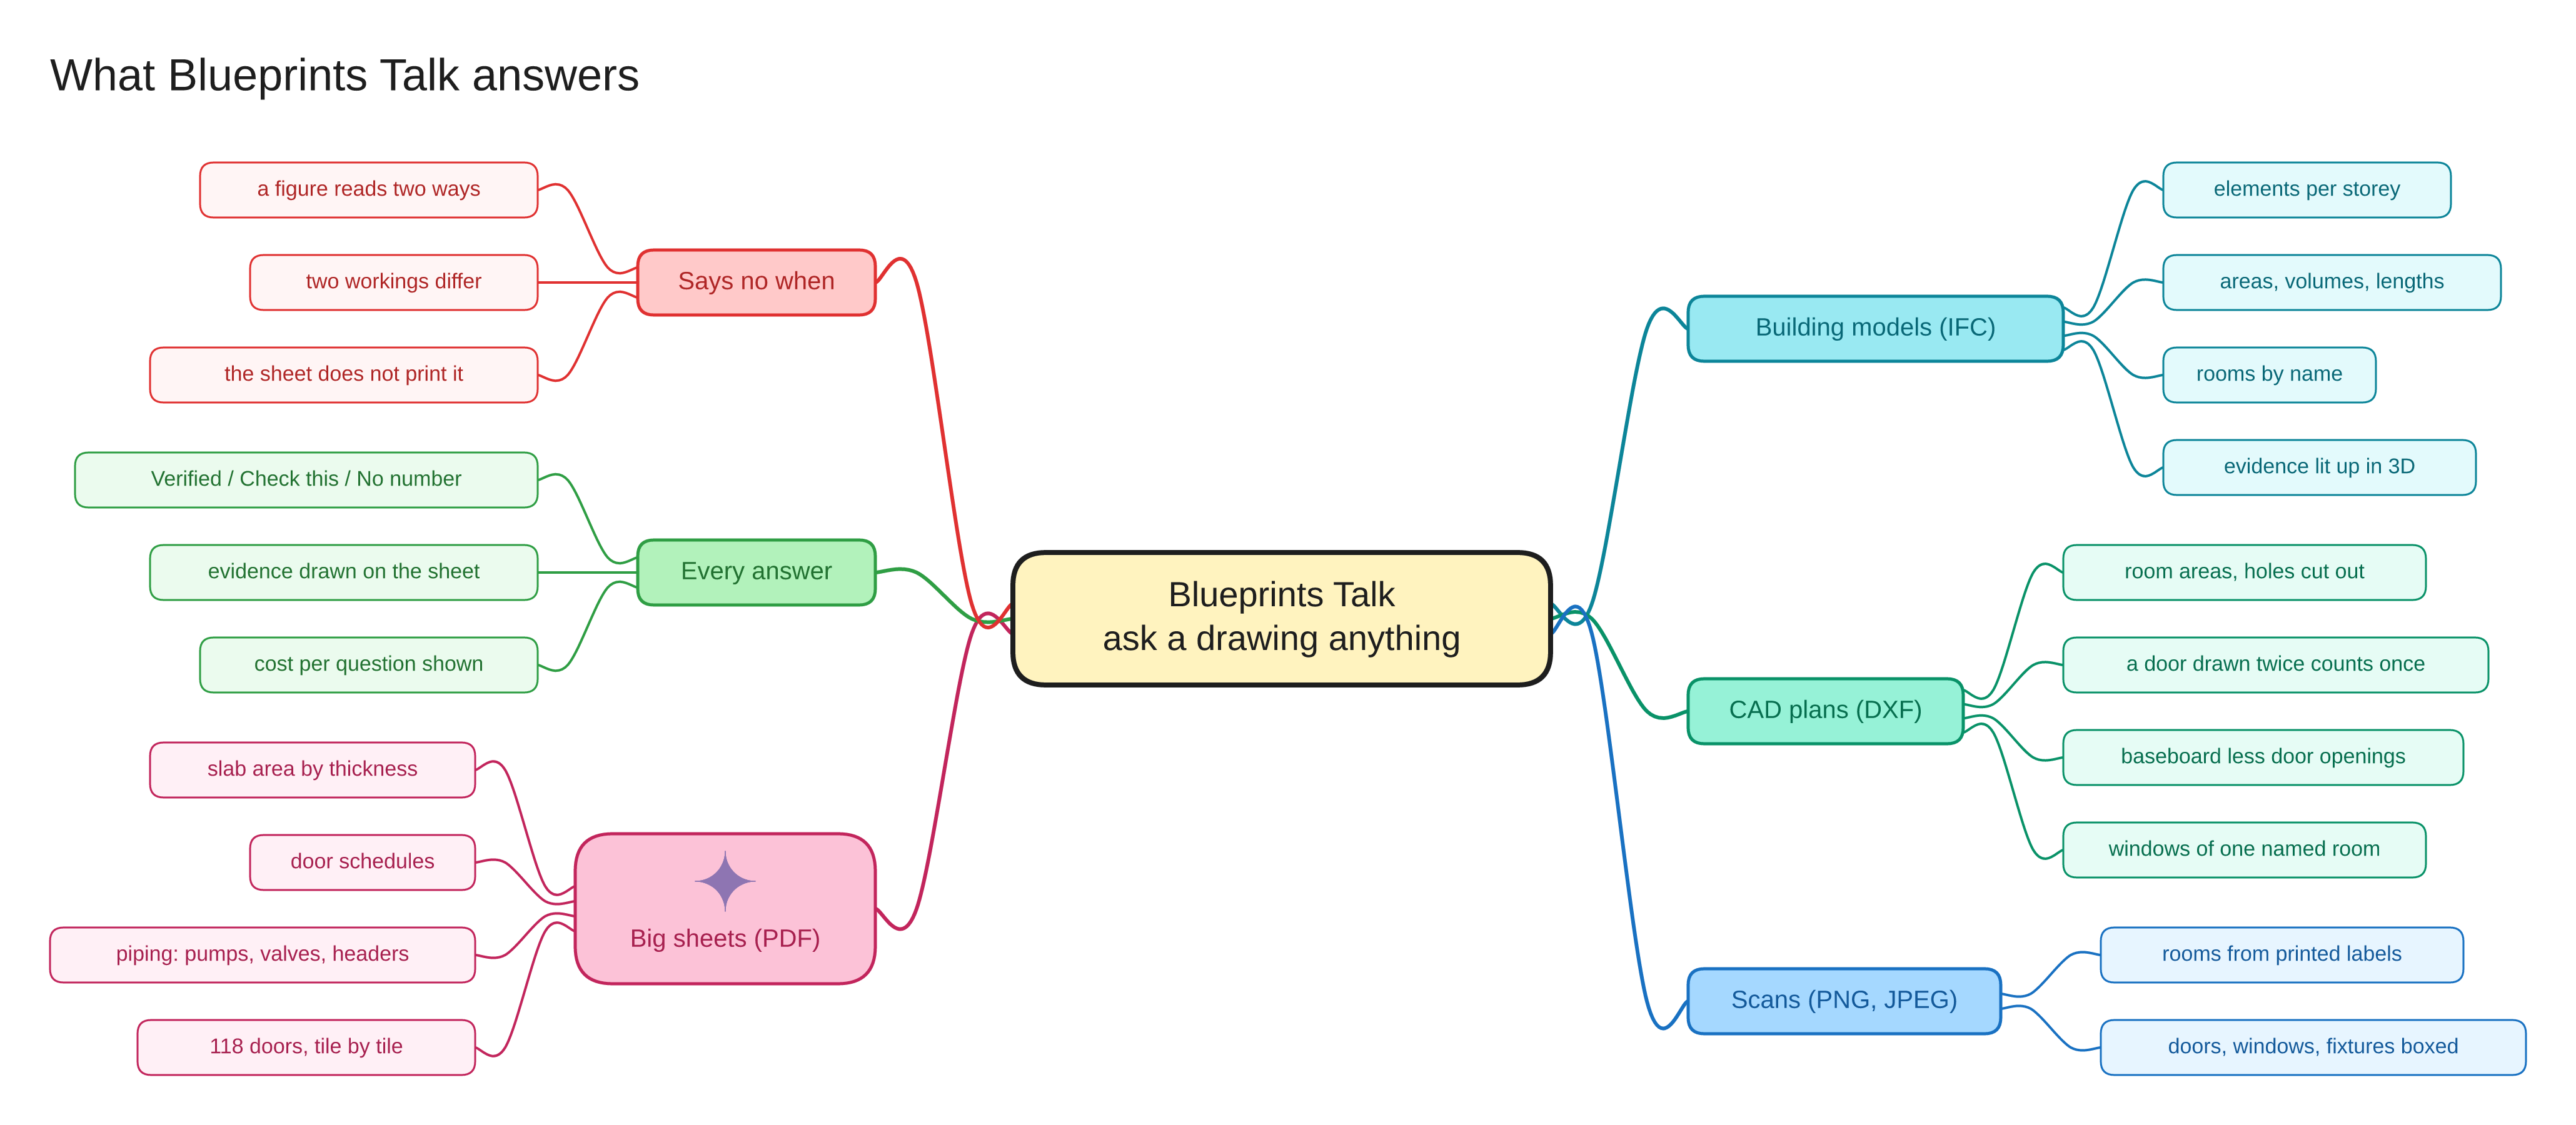 What Blueprints Talk answers
a figure reads two ways
two workings differ
the sheet does not print it
Says no when
Verified / Check this / No number
evidence drawn on the sheet
cost per question shown
Every answer
slab area by thickness
door schedules
piping: pumps, valves, headers
118 doors, tile by tile
Big sheets (PDF)
Blueprints Talk
ask a drawing anything
Building models (IFC)
elements per storey
areas, volumes, lengths
rooms by name
evidence lit up in 3D
CAD plans (DXF)
room areas, holes cut out
a door drawn twice counts once
baseboard less door openings
windows of one named room
Scans (PNG, JPEG)
rooms from printed labels
doors, windows, fixtures boxed